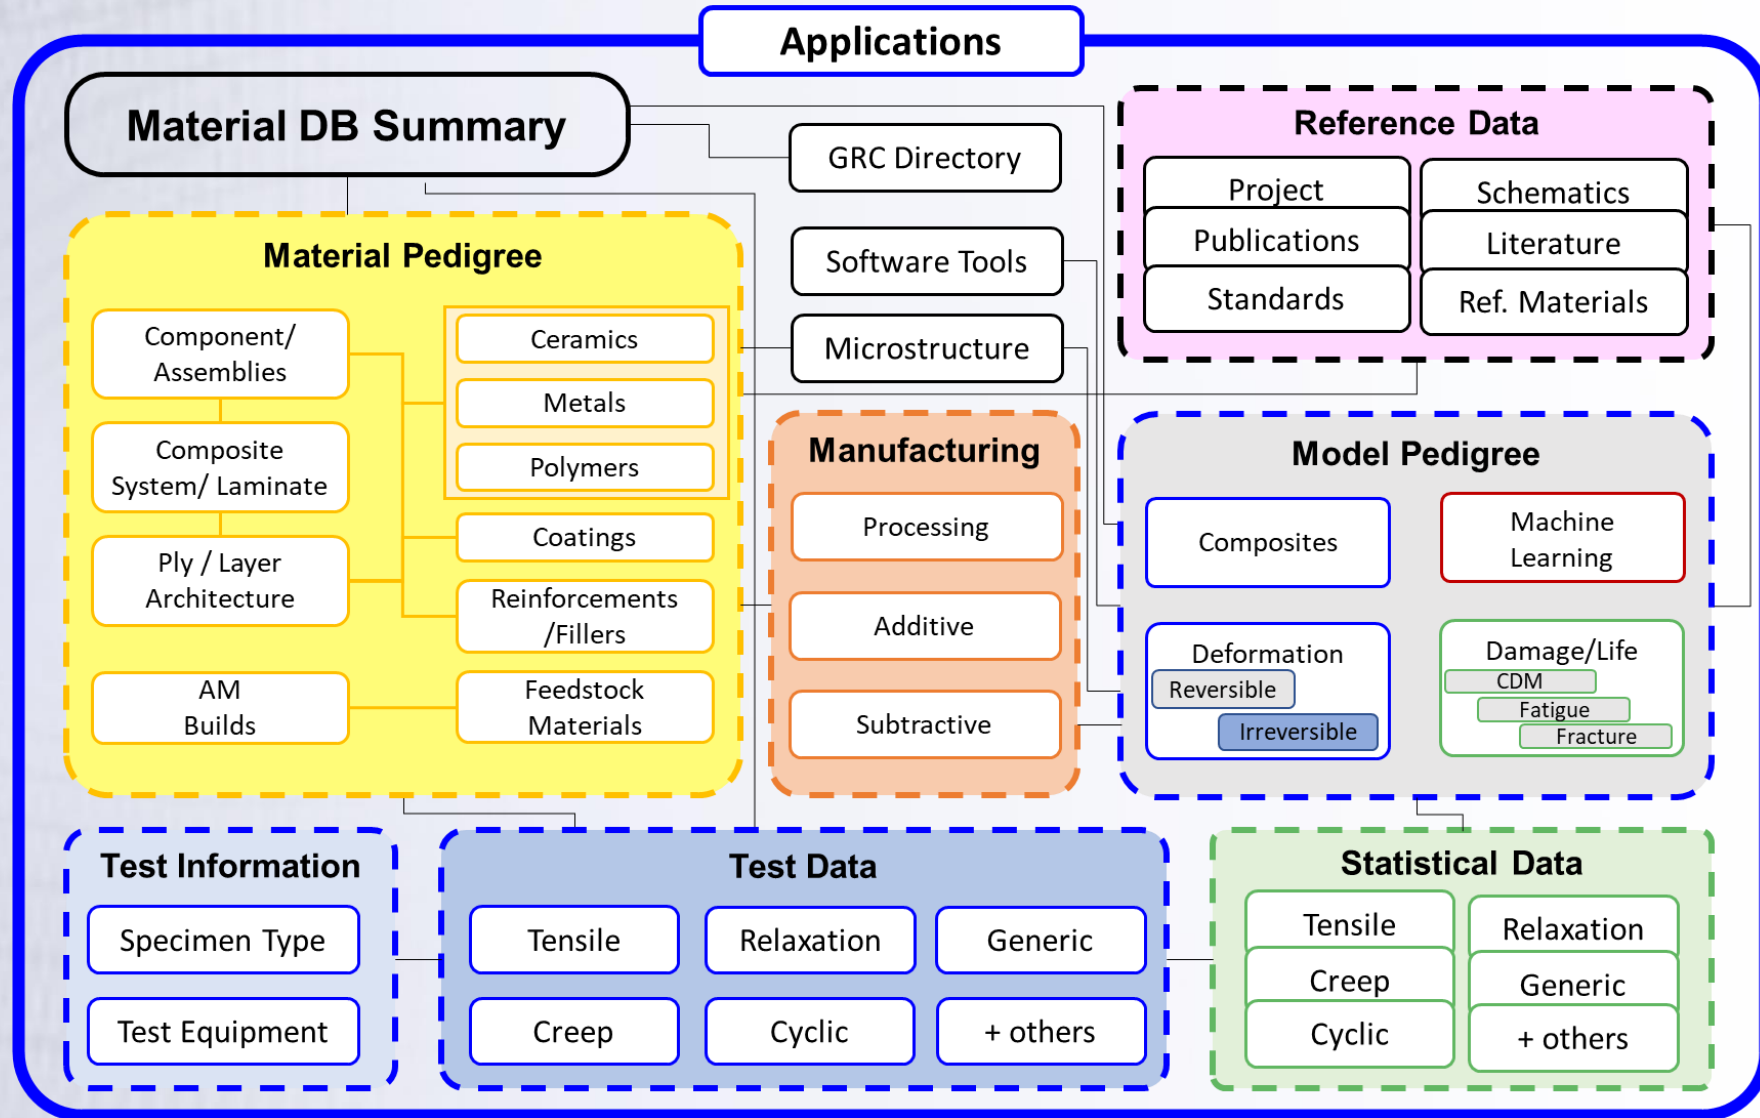 Applications
Material DB Summary
GRC Directory
Software Tools
Microstructure
Reference Data
Project
Publications
Standards
Schematics
Literature
Ref. Materials
Material Pedigree
Component/
Assemblies
Composite
System/ Laminate
Ply / Layer
Architecture
AM
Builds
Ceramics
Metals
Polymers
Coatings
Reinforcements
/Fillers
Feedstock
Materials
Manufacturing
Processing
Additive
Subtractive
Model Pedigree
Composites
Machine
Learning
Deformation
Reversible
Irreversible
Damage/Life
CDM
Fatigue
Fracture
Test Information
Specimen Type
Test Equipment
Test Data
Tensile
Relaxation
Generic
Creep
Cyclic
+ others
Statistical Data
Tensile
Creep
Cyclic
Relaxation
Generic
+ others